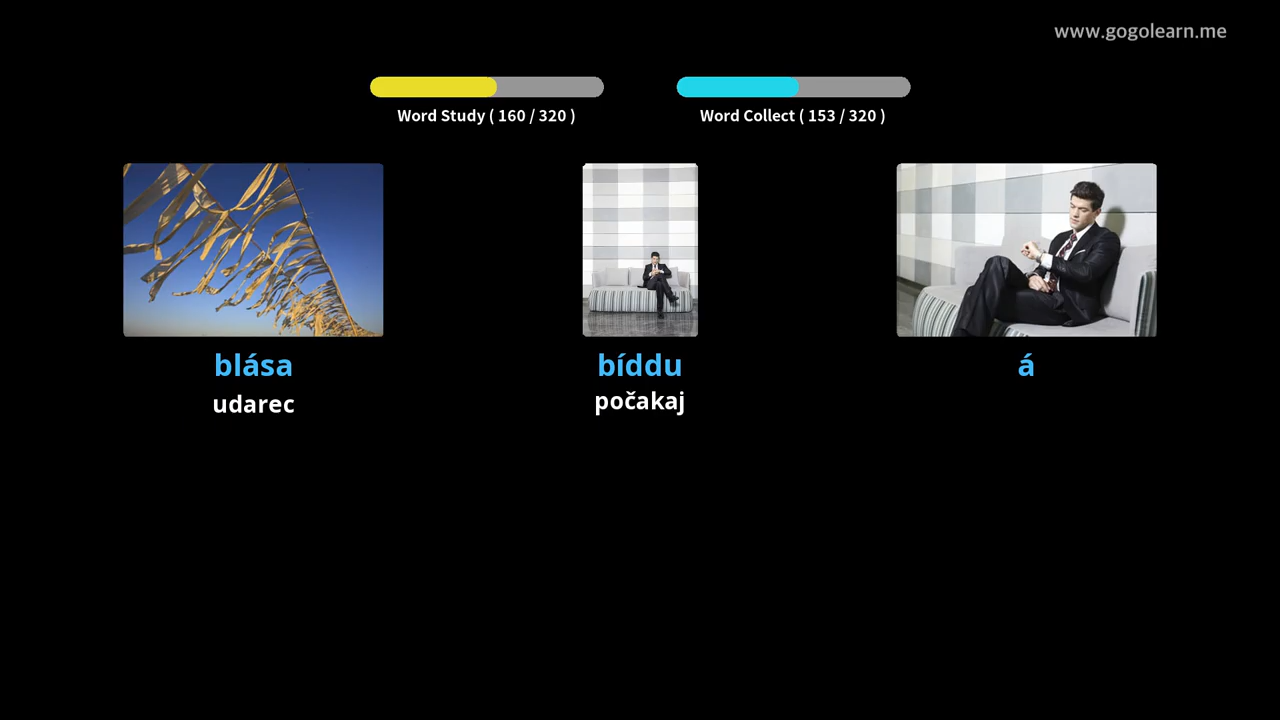 www.gogolearn.me
Word Study ( 160 / 320 )
Word Collect ( 153 / 320 )
blása
udarec
bíddu
počakaj
á